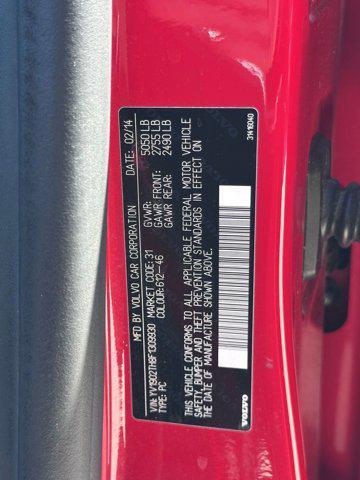 MFD BY VOLVO CAR CORPORATION DATE: 02/14
MARKET CODE: 31 GVWR: 5050 LB
COLOUR: 612-46 GAWR FRONT: 2755 LB
GAWR REAR: 2490 LB
VIN: YV1902TH8F1309930
TYPE: PC
THIS VEHICLE CONFORMS TO ALL APPLICABLE FEDERAL MOTOR VEHICLE
SAFETY, BUMPER AND THEFT PREVENTION STANDARDS IN EFFECT
ON THE DATE OF MANUFACTURE SHOWN ABOVE.
VOLVO 31416040